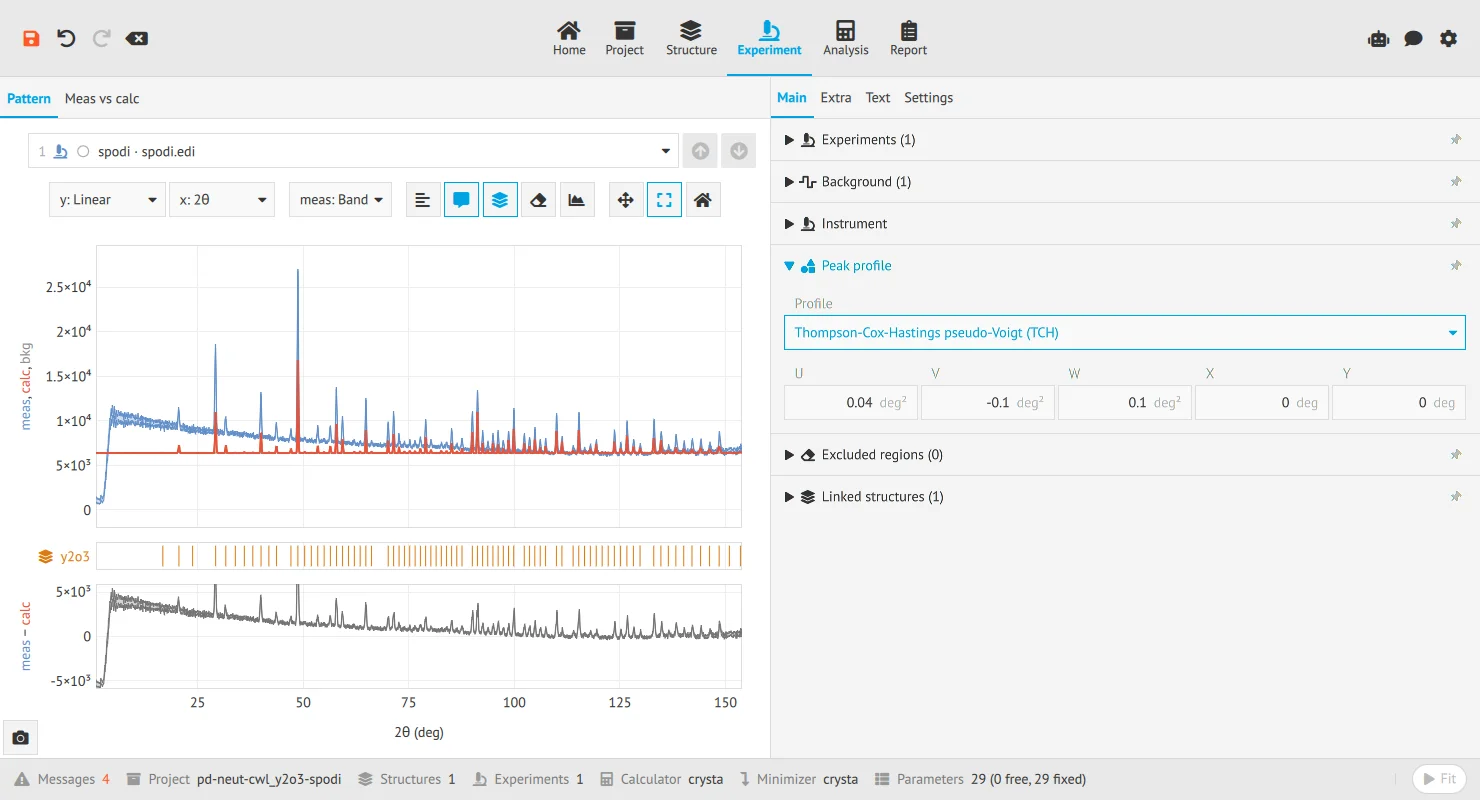 Home
Project
Structure
Experiment
Analysis
Report
Pattern
Meas vs calc
1 spodi · spodi.edi
y: Linear
x: 2θ
meas: Band
meas, calc, bkg
2.5×10⁴
2×10⁴
1.5×10⁴
1×10⁴
5×10³
0
y2o3
meas − calc
5×10³
0
-5×10³
25
50
75
100
125
150
2θ (deg)
Main
Extra
Text
Settings
Experiments (1)
Background (1)
Instrument
Peak profile
Profile
Thompson-Cox-Hastings pseudo-Voigt (TCH)
U
V
W
X
Y
0.04 deg²
-0.1 deg²
0.1 deg²
0 deg
0 deg
Excluded regions (0)
Linked structures (1)
Messages 4
Project pd-neut-cwl_y2o3-spodi
Structures 1
Experiments 1
Calculator crysta
Minimizer crysta
Parameters 29 (0 free, 29 fixed)
Fit